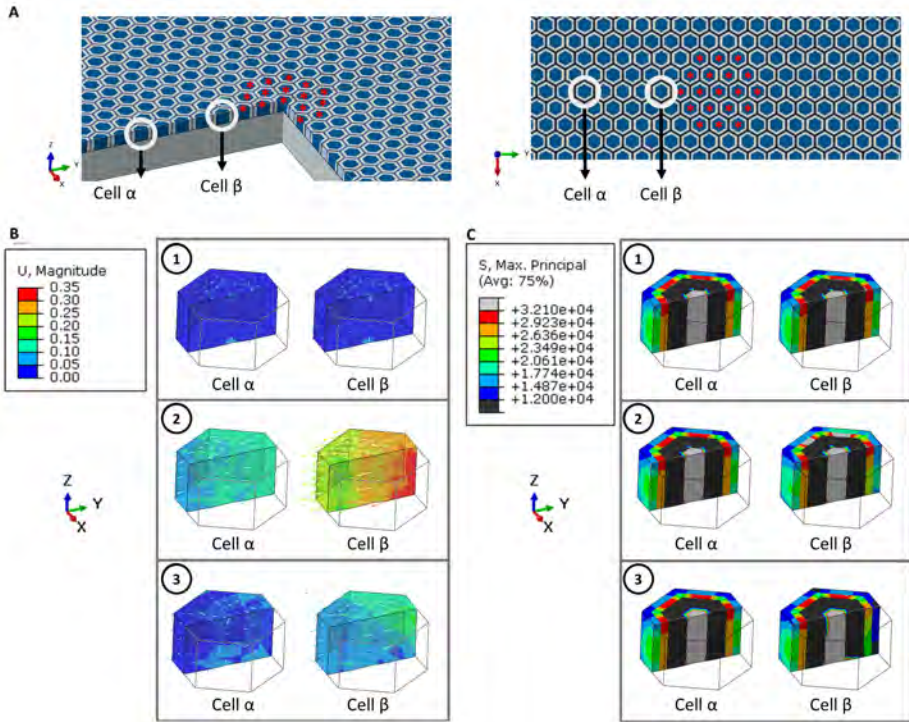 A
Z
Y
X
Cell α
Cell β
Y
X
Cell α
Cell β
B
U, Magnitude
0.35
0.30
0.25
0.20
0.15
0.10
0.05
0.00
Z
Y
X
1
Cell α
Cell β
2
Cell α
Cell β
3
Cell α
Cell β
C
S, Max. Principal
(Avg: 75%)
+3.210e+04
+2.923e+04
+2.636e+04
+2.349e+04
+2.061e+04
+1.774e+04
+1.487e+04
+1.200e+04
Z
Y
X
1
Cell α
Cell β
2
Cell α
Cell β
3
Cell α
Cell β